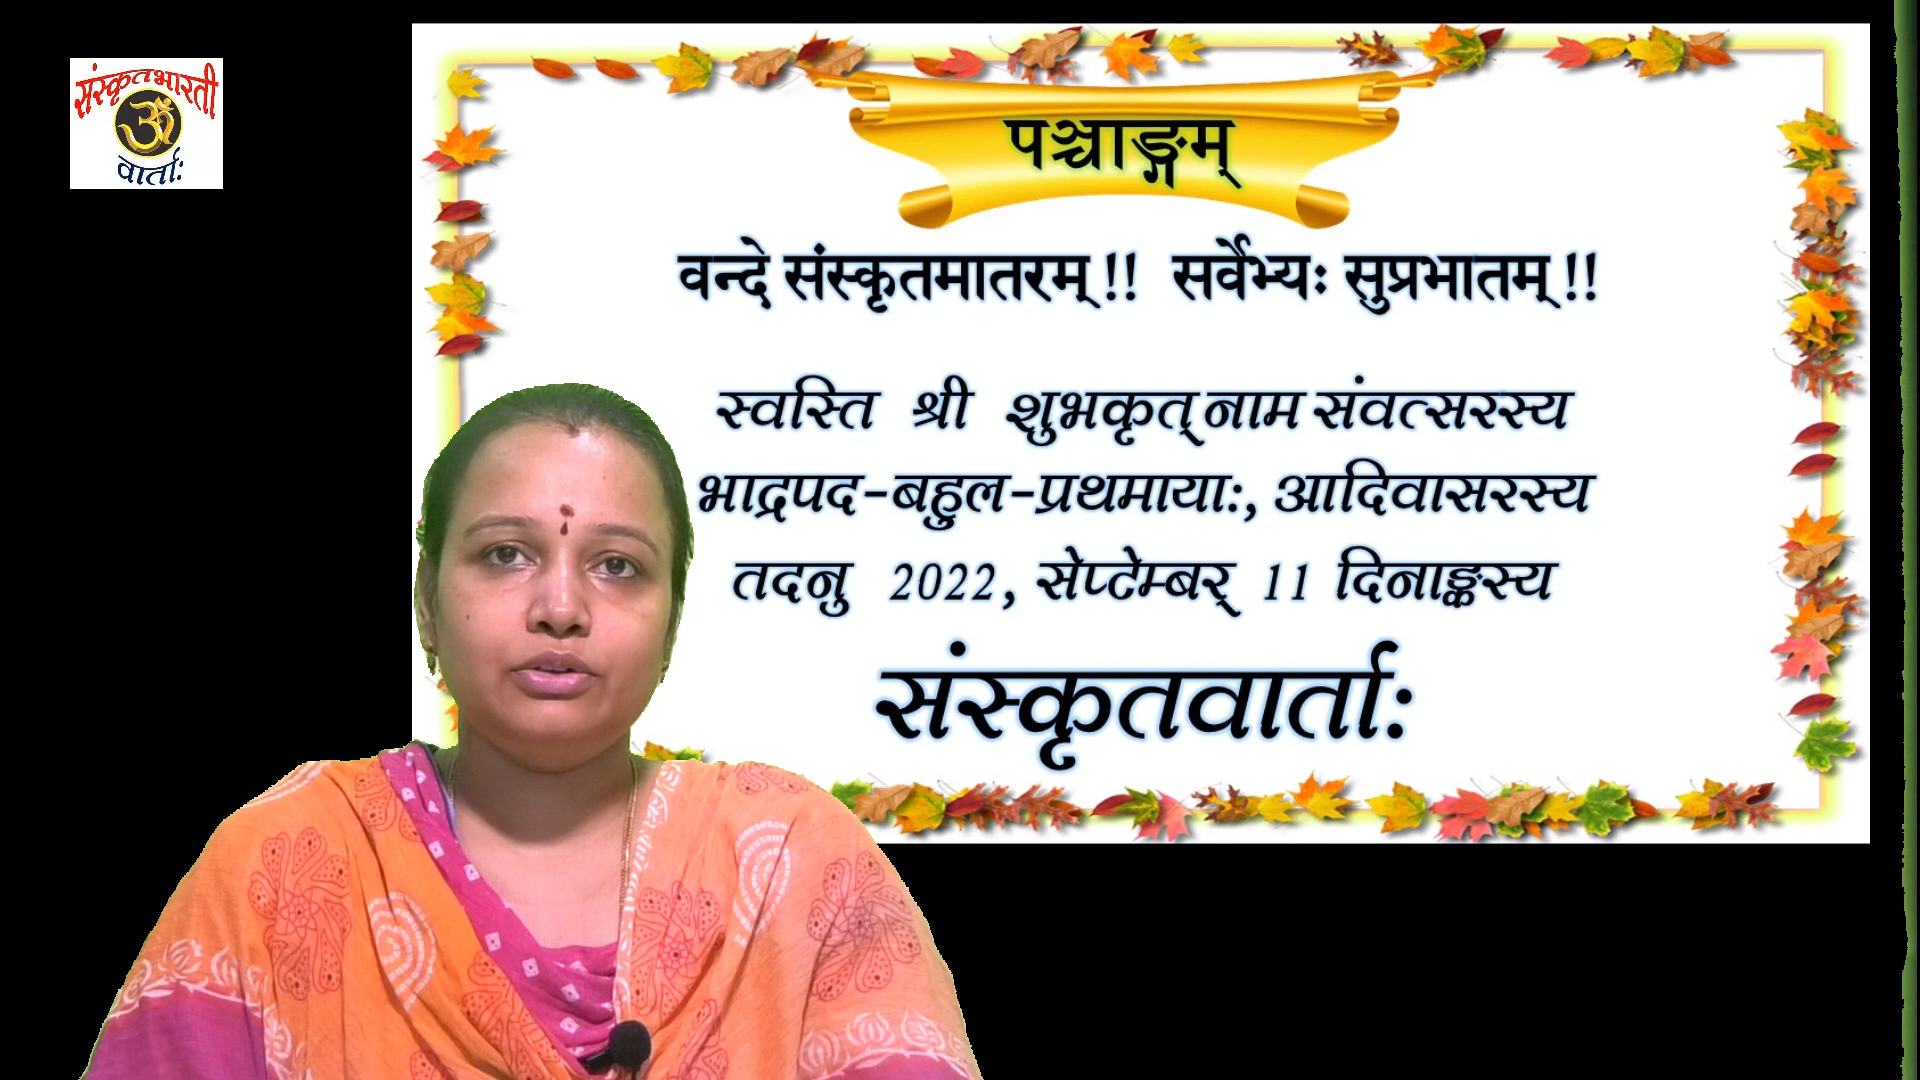 संस्कृतभारती
वार्ताः
पञ्चाङ्गम्
वन्दे संस्कृतमातरम् !! सर्वेभ्यः सुप्रभातम् !!
स्वस्ति श्री शुभकृत् नाम संवत्सरस्य
भाद्रपद-बहुल-प्रथमायाः, आदिवासरस्य
तदनु 2022, सेप्टेम्बर् 11 दिनाङ्कस्य
संस्कृतवार्ताः